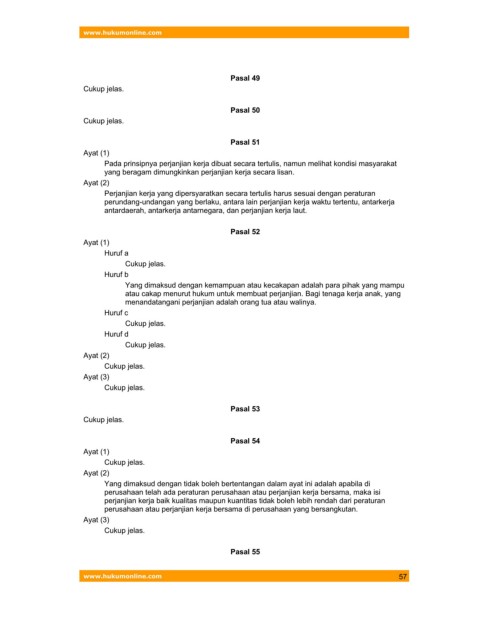 www.hukumonline.com
Pasal 49
Cukup jelas.
Pasal 50
Cukup jelas.
Pasal 51
Ayat (1)
Pada prinsipnya perjanjian kerja dibuat secara tertulis, namun melihat kondisi masyarakat
yang beragam dimungkinkan perjanjian kerja secara lisan.
Ayat (2)
Perjanjian kerja yang dipersyaratkan secara tertulis harus sesuai dengan peraturan
perundang-undangan yang berlaku, antara lain perjanjian kerja waktu tertentu, antarkerja
antardaerah, antarkerja antarnegara, dan perjanjian kerja laut.
Pasal 52
Ayat (1)
Huruf a
Cukup jelas.
Huruf b
Yang dimaksud dengan kemampuan atau kecakapan adalah para pihak yang mampu
atau cakap menurut hukum untuk membuat perjanjian. Bagi tenaga kerja anak, yang
menandatangani perjanjian adalah orang tua atau walinya.
Huruf c
Cukup jelas.
Huruf d
Cukup jelas.
Ayat (2)
Cukup jelas.
Ayat (3)
Cukup jelas.
Pasal 53
Cukup jelas.
Pasal 54
Ayat (1)
Cukup jelas.
Ayat (2)
Yang dimaksud dengan tidak boleh bertentangan dalam ayat ini adalah apabila di
perusahaan telah ada peraturan perusahaan atau perjanjian kerja bersama, maka isi
perjanjian kerja baik kualitas maupun kuantitas tidak boleh lebih rendah dari peraturan
perusahaan atau perjanjian kerja bersama di perusahaan yang bersangkutan.
Ayat (3)
Cukup jelas.
Pasal 55
www.hukumonline.com 57